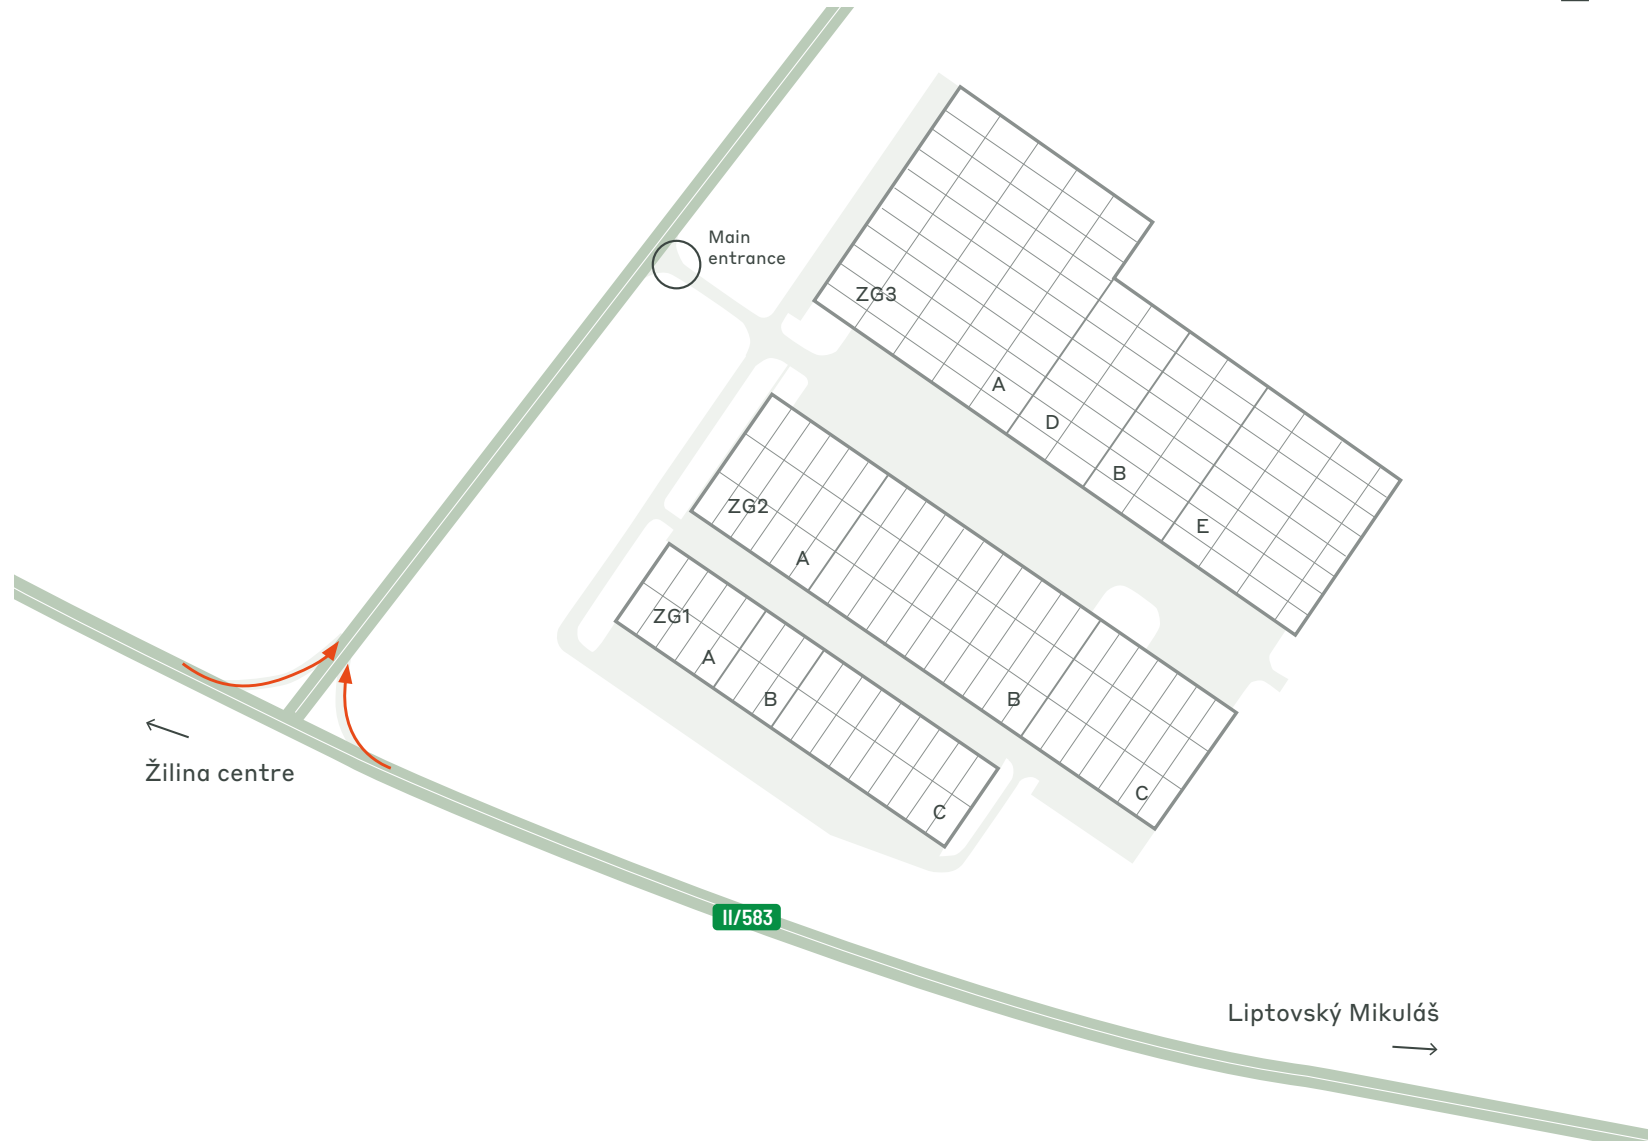 Main
entrance
ZG3
A
D
B
E
ZG2
A
B
C
ZG1
A
B
C
Žilina centre
II/583
Liptovský Mikuláš